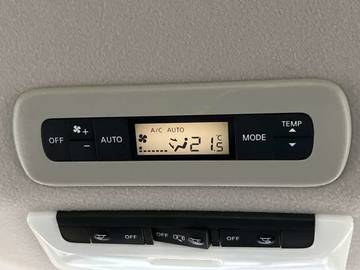 A/C AUTO
OFF + - AUTO 21.5 °C MODE TEMP
OFF OFF OFF